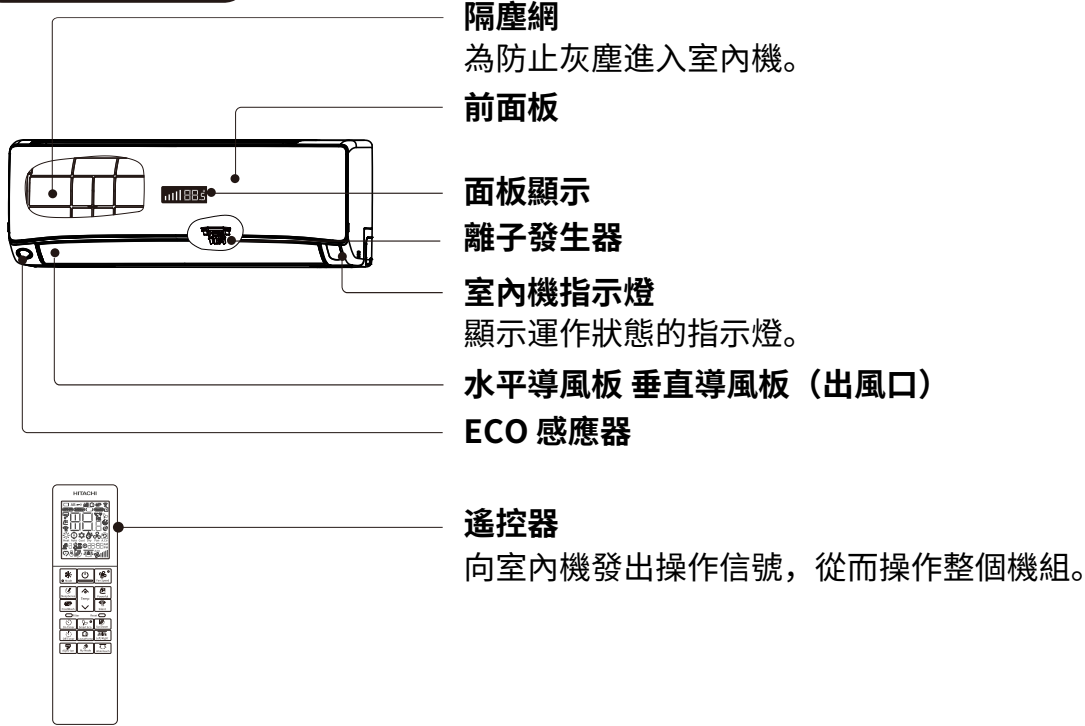 隔塵網
為防止灰塵進入室內機。
前面板
面板顯示
離子發生器
室內機指示燈
顯示運作狀態的指示燈。
水平導風板 垂直導風板（出風口）
ECO 感應器
HITACHI
遙控器
向室內機發出操作信號，從而操作整個機組。